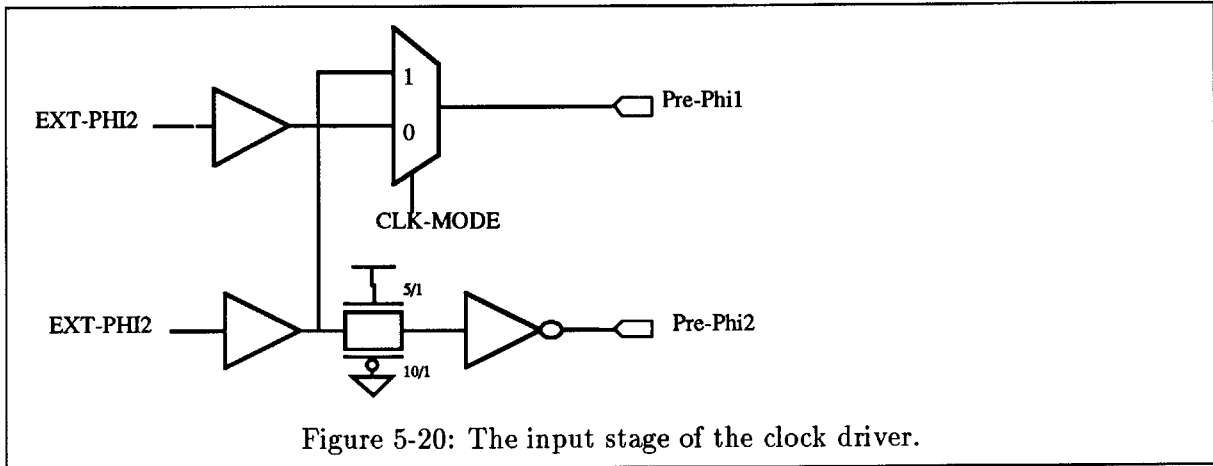 1
Pre-Phi1
EXT-PHI2
0
CLK-MODE
5/1
EXT-PHI2
Pre-Phi2
10/1
Figure 5-20: The input stage of the clock driver.